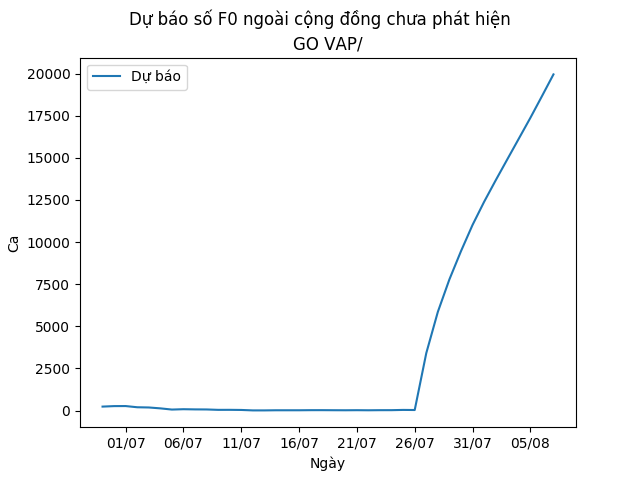 Dự báo số F0 ngoài cộng đồng chưa phát hiện
GO VAP/
Dự báo
20000
17500
15000
12500
10000
7500
5000
2500
0
Ca
01/07 06/07 11/07 16/07 21/07 26/07 31/07 05/08
Ngày